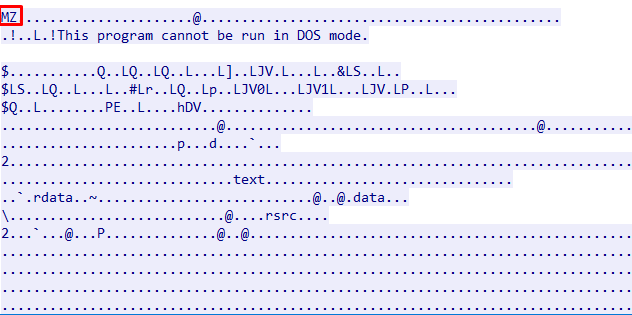 MZ......................@.............................................
.!..L.!This program cannot be run in DOS mode.
$...........Q..LQ..LQ..L...L]..LJV.L...L..&LS..L..
$LS..LQ..L...L..#Lr..LQ..Lp..LJV0L...LJV1L...LJV.LP..L...
$Q..L........PE..L....hDV..............
...........................@.......................................@...........
......................p...d....`...
2..............................................................................
.............................text...............................
..`.rdata..~...........................@..@.data...
\...........................@....rsrc....
2...`...@...P..............@..@................................................
...............................................................................
...............................................................................
...............................................................................
...............................................................................